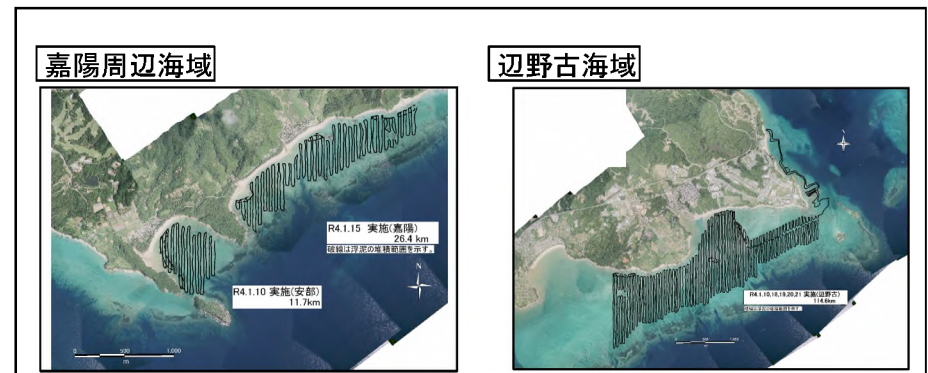 嘉陽周辺海域
辺野古海域
R4.1.15 実施(嘉陽)
26.4 km
破線は浮泥の堆積範囲を示す。
R4.1.10 実施(安部)
11.7km
N
0 500 1,000
m
R4.1.10,18,19,20,21 実施(辺野古)
114.6km